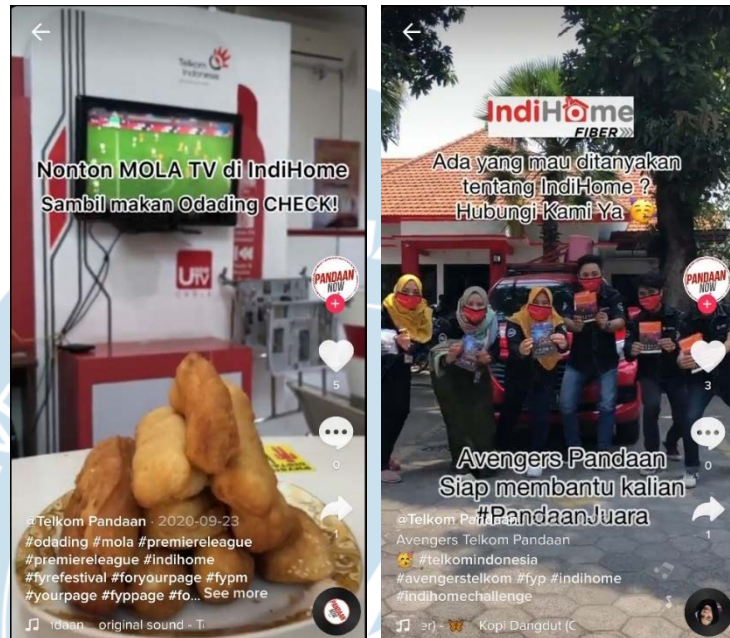 Telkom
Indonesia
Nonton MOLA TV di IndiHome
Sambil makan Odading CHECK!
UTV
CABLE
PANDAAN
NOW
5
0
@Telkom Pandaan · 2020-09-23
#odading #mola #premiereleague
#premiereleague #indihome
#fyrefestival #foryourpage #fypm
#yourpage #fyppage #fo... See more
original sound - T
IndiHome
FIBER
Ada yang mau ditanyakan
tentang IndiHome ?
Hubungi Kami Ya 🥳
PANDAAN
NOW
3
0
Avengers Pandaan
Siap membantu kalian
#PandaanJuara
1
@Telkom Pandaan
Avengers Telkom Pandaan
🥳 #telkomindonesia
#avengerstelkom #fyp #indihome
#indihomechallenge
er) - 🦋 Kopi Dangdut (C